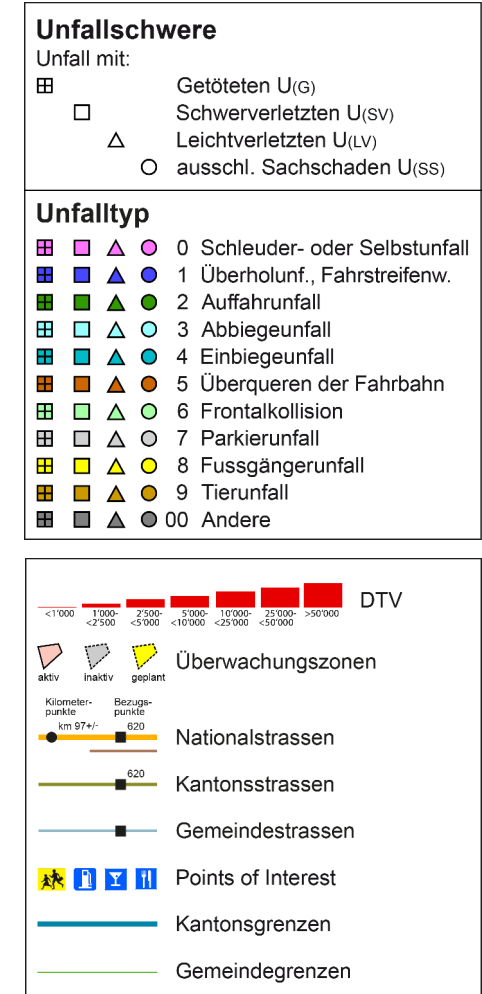 Unfallschwere
Unfall mit:
Getöteten U(G)
Schwerverletzten U(SV)
Leichtverletzten U(LV)
ausschl. Sachschaden U(SS)
Unfalltyp
0 Schleuder- oder Selbstunfall
1 Überholunf., Fahrstreifenw.
2 Auffahrunfall
3 Abbiegeunfall
4 Einbiegeunfall
5 Überqueren der Fahrbahn
6 Frontalkollision
7 Parkierunfall
8 Fussgängerunfall
9 Tierunfall
00 Andere
DTV
<1'000 1'000-<2'500 2'500-<5'000 5'000-<10'000 10'000-<25'000 25'000-<50'000 >50'000
Überwachungszonen
aktiv inaktiv geplant
Kilometer-punkte Bezugs-punkte
km 97+/- 620
Nationalstrassen
620
Kantonsstrassen
Gemeindestrassen
Points of Interest
Kantonsgrenzen
Gemeindegrenzen